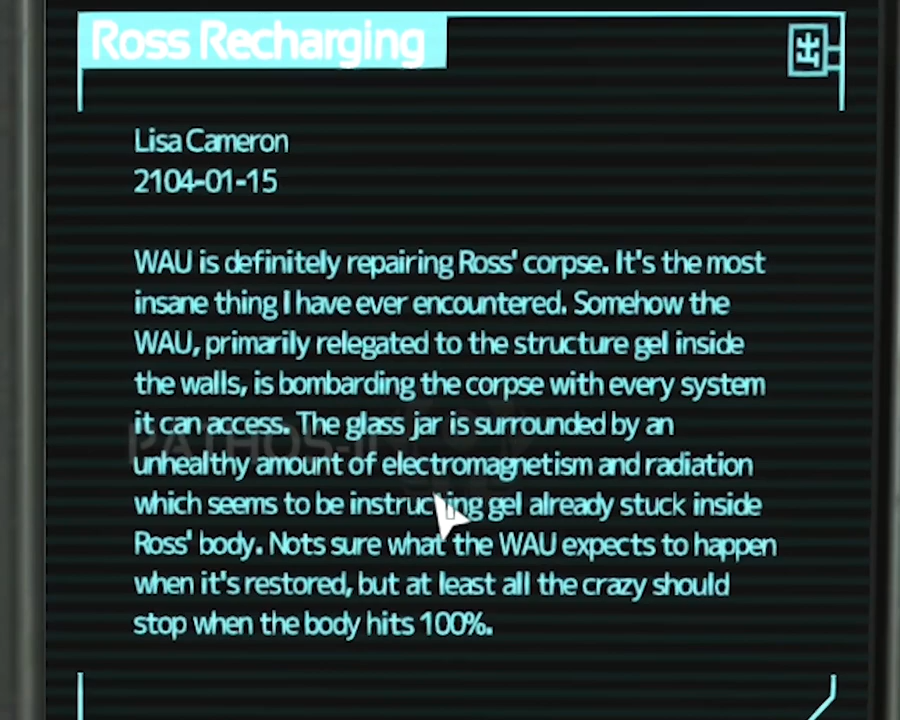 Ross Recharging
Lisa Cameron
2104-01-15
WAU is definitely repairing Ross' corpse. It's the most
insane thing I have ever encountered. Somehow the
WAU, primarily relegated to the structure gel inside
the walls, is bombarding the corpse with every system
it can access. The glass jar is surrounded by an
PATHOS-II
unhealthy amount of electromagnetism and radiation
which seems to be instructing gel already stuck inside
Ross' body. Nots sure what the WAU expects to happen
when it's restored, but at least all the crazy should
stop when the body hits 100%.